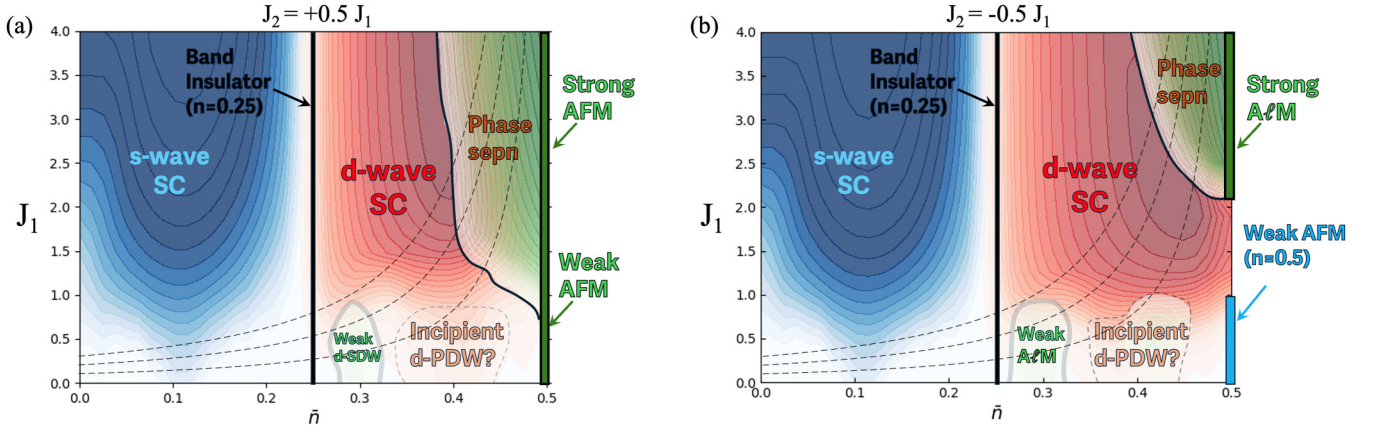 (a)
J₂ = +0.5 J₁
4.0
3.5
3.0
2.5
2.0
1.5
1.0
0.5
0.0
J₁
0.0
0.1
0.2
0.3
0.4
0.5
n̄
Band
Insulator
(n=0.25)
s-wave
SC
d-wave
SC
Phase
sepn
Strong
AFM
Weak
AFM
Weak
d-SDW
Incipient
d-PDW?
(b)
J₂ = -0.5 J₁
4.0
3.5
3.0
2.5
2.0
1.5
1.0
0.5
0.0
J₁
0.0
0.1
0.2
0.3
0.4
0.5
n̄
Band
Insulator
(n=0.25)
s-wave
SC
d-wave
SC
Phase
sepn
Strong
AℓM
Weak AFM
(n=0.5)
Weak
AℓM
Incipient
d-PDW?